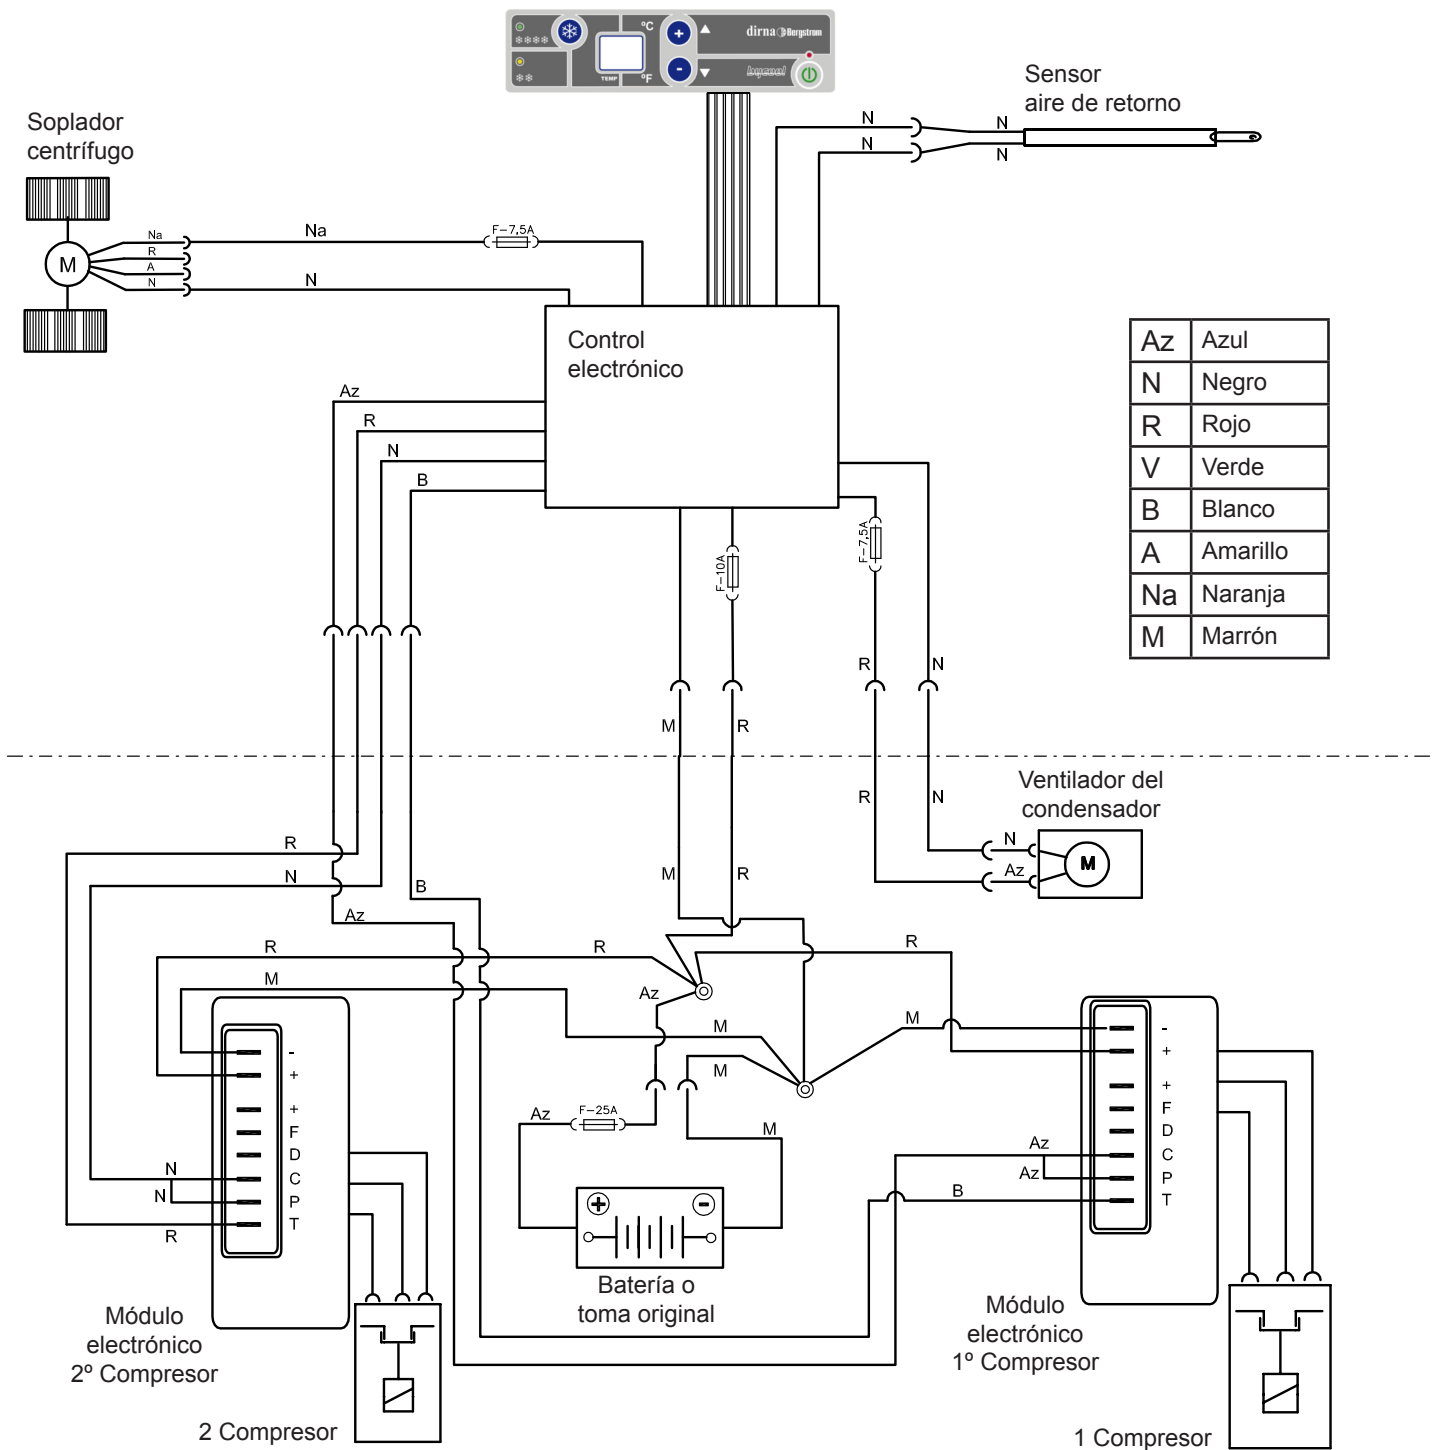 °C
dirna Bergstrom
❄❄❄❄
+
TEMP
°F
-
bycool
❄❄
Sensor
aire de retorno
N
N
N
N
Soplador
centrífugo
M
Na
R
A
N
Na
N
F-7,5A
Control
electrónico
Az
R
N
B
F-10A
F-7,5A
Az Azul
N Negro
R Rojo
V Verde
B Blanco
A Amarillo
Na Naranja
M Marrón
R
N
M
R
R
N
Ventilador del
condensador
N
Az
M
R
N
Az
B
M
R
R
M
R
R
Az
M
M
M
Az
F-25A
M
+
-
Batería o
toma original
-
+
+
F
D
C
P
T
N
N
R
Módulo
electrónico
2º Compresor
2 Compresor
-
+
+
F
D
C
P
T
Az
Az
B
Módulo
electrónico
1º Compresor
1 Compresor